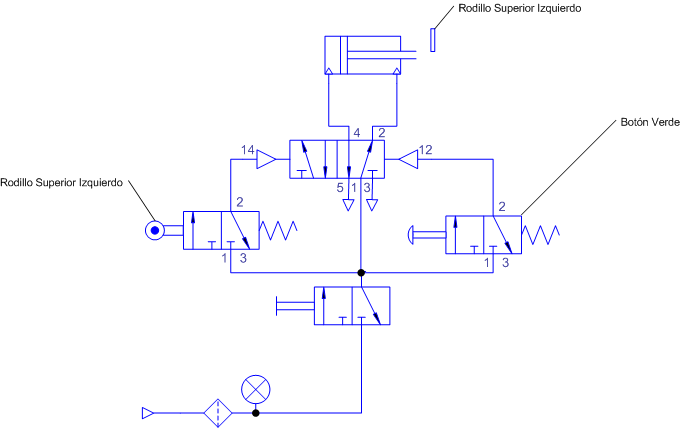 Rodillo Superior Izquierdo
Botón Verde
4 2
14 12
5 1 3
Rodillo Superior Izquierdo
2
2
1 3
1 3